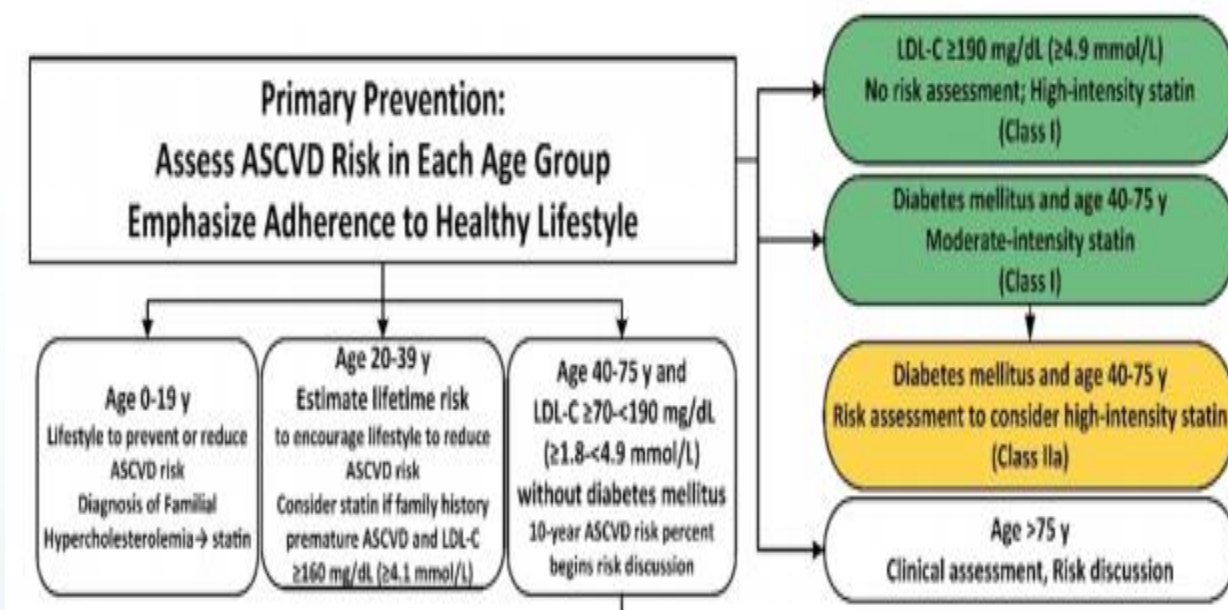 Primary Prevention:
Assess ASCVD Risk in Each Age Group
Emphasize Adherence to Healthy Lifestyle
LDL-C ≥190 mg/dL (≥4.9 mmol/L)
No risk assessment; High-intensity statin
(Class I)
Diabetes mellitus and age 40-75 y
Moderate-intensity statin
(Class I)
Diabetes mellitus and age 40-75 y
Risk assessment to consider high-intensity statin
(Class IIa)
Age >75 y
Clinical assessment, Risk discussion
Age 0-19 y
Lifestyle to prevent or reduce
ASCVD risk
Diagnosis of Familial
Hypercholesterolemia→ statin
Age 20-39 y
Estimate lifetime risk
to encourage lifestyle to reduce
ASCVD risk
Consider statin if family history
premature ASCVD and LDL-C
≥160 mg/dL (≥4.1 mmol/L)
Age 40-75 y and
LDL-C ≥70-<190 mg/dL
(≥1.8-<4.9 mmol/L)
without diabetes mellitus
10-year ASCVD risk percent
begins risk discussion